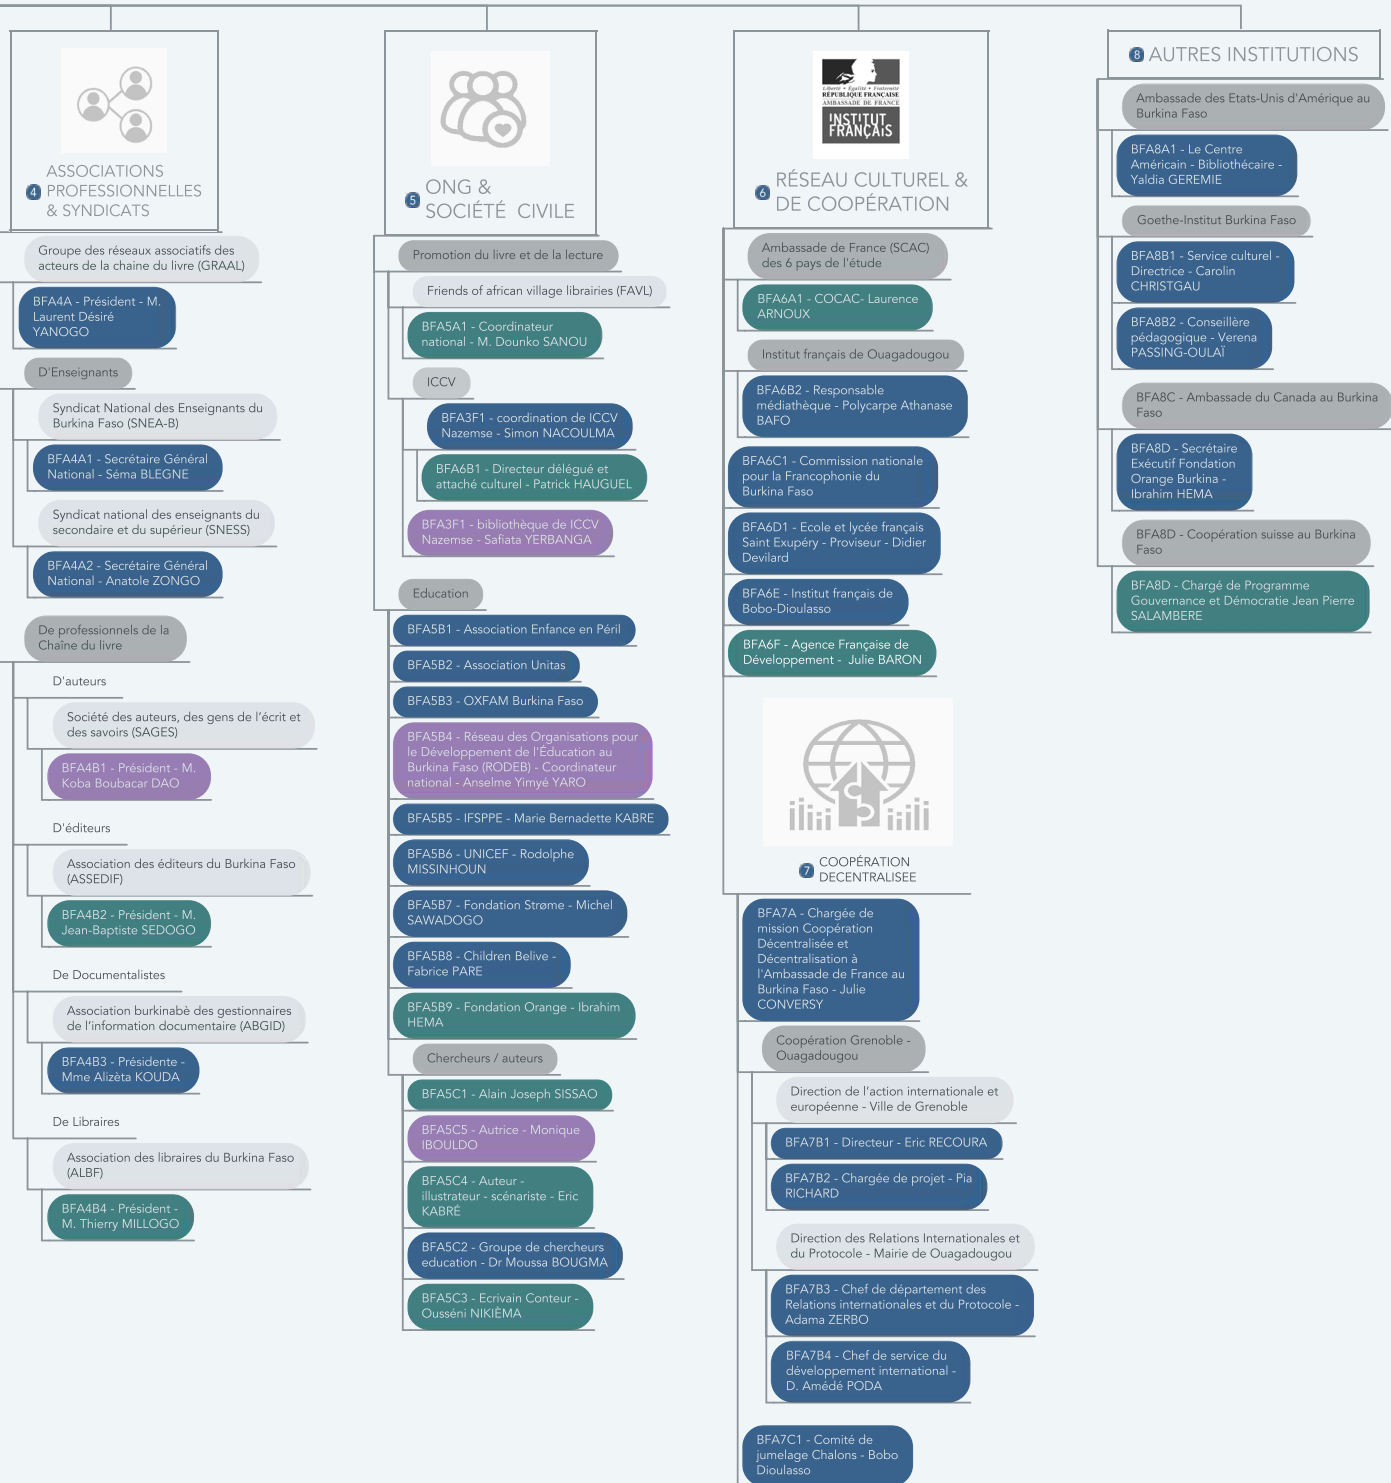 4
ASSOCIATIONS
PROFESSIONNELLES
& SYNDICATS
Groupe des réseaux associatifs des
acteurs de la chaine du livre (GRAAL)
BFA4A - Président - M.
Laurent Désiré
YANOGO
D'Enseignants
Syndicat National des Enseignants du
Burkina Faso (SNEA-B)
BFA4A1 - Secrétaire Général
National - Séma BLEGNE
Syndicat national des enseignants du
secondaire et du supérieur (SNESS)
BFA4A2 - Secrétaire Général
National - Anatole ZONGO
De professionnels de la
Chaîne du livre
D'auteurs
Société des auteurs, des gens de l'écrit et
des savoirs (SAGES)
BFA4B1 - Président - M.
Koba Boubacar DAO
D'éditeurs
Association des éditeurs du Burkina Faso
(ASSEDIF)
BFA4B2 - Président - M.
Jean-Baptiste SEDOGO
De Documentalistes
Association burkinabè des gestionnaires
de l'information documentaire (ABGID)
BFA4B3 - Présidente -
Mme Alizèta KOUDA
De Libraires
Association des libraires du Burkina Faso
(ALBF)
BFA4B4 - Président -
M. Thierry MILLOGO
5
ONG &
SOCIÉTÉ CIVILE
Promotion du livre et de la lecture
Friends of african village librairies (FAVL)
BFA5A1 - Coordinateur
national - M. Dounko SANOU
ICCV
BFA3F1 - coordination de ICCV
Nazemse - Simon NACOULMA
BFA6B1 - Directeur délégué et
attaché culturel - Patrick HAUGUEL
BFA3F1 - bibliothèque de ICCV
Nazemse - Safiata YERBANGA
Education
BFA5B1 - Association Enfance en Péril
BFA5B2 - Association Unitas
BFA5B3 - OXFAM Burkina Faso
BFA5B4 - Réseau des Organisations pour
le Développement de l'Éducation au
Burkina Faso (RODEB) - Coordinateur
national - Anselme Yimyé YARO
BFA5B5 - IFSPPE - Marie Bernadette KABRE
BFA5B6 - UNICEF - Rodolphe
MISSINHOUN
BFA5B7 - Fondation Strøme - Michel
SAWADOGO
BFA5B8 - Children Belive -
Fabrice PARE
BFA5B9 - Fondation Orange - Ibrahim
HEMA
Chercheurs / auteurs
BFA5C1 - Alain Joseph SISSAO
BFA5C5 - Autrice - Monique
IBOULDO
BFA5C4 - Auteur -
illustrateur - scénariste - Eric
KABRÉ
BFA5C2 - Groupe de chercheurs
education - Dr Moussa BOUGMA
BFA5C3 - Ecrivain Conteur -
Ousséni NIKIÈMA
Liberté • Égalité • Fraternité
RÉPUBLIQUE FRANÇAISE
AMBASSADE DE FRANCE
INSTITUT
FRANÇAIS
6
RÉSEAU CULTUREL &
DE COOPÉRATION
Ambassade de France (SCAC)
des 6 pays de l'étude
BFA6A1 - COCAC- Laurence
ARNOUX
Institut français de Ouagadougou
BFA6B2 - Responsable
médiathèque - Polycarpe Athanase
BAFO
BFA6C1 - Commission nationale
pour la Francophonie du
Burkina Faso
BFA6D1 - Ecole et lycée français
Saint Exupéry - Proviseur - Didier
Devilard
BFA6E - Institut français de
Bobo-Dioulasso
BFA6F - Agence Française de
Développement - Julie BARON
7
COOPÉRATION
DECENTRALISEE
BFA7A - Chargée de
mission Coopération
Décentralisée et
Décentralisation à
l'Ambassade de France au
Burkina Faso - Julie
CONVERSY
Coopération Grenoble -
Ouagadougou
Direction de l'action internationale et
européenne - Ville de Grenoble
BFA7B1 - Directeur - Eric RECOURA
BFA7B2 - Chargée de projet - Pia
RICHARD
Direction des Relations Internationales et
du Protocole - Mairie de Ouagadougou
BFA7B3 - Chef de département des
Relations internationales et du Protocole -
Adama ZERBO
BFA7B4 - Chef de service du
développement international -
D. Amédé PODA
BFA7C1 - Comité de
jumelage Chalons - Bobo
Dioulasso
8 AUTRES INSTITUTIONS
Ambassade des Etats-Unis d'Amérique au
Burkina Faso
BFA8A1 - Le Centre
Américain - Bibliothécaire -
Yaldia GEREMIE
Goethe-Institut Burkina Faso
BFA8B1 - Service culturel -
Directrice - Carolin
CHRISTGAU
BFA8B2 - Conseillère
pédagogique - Verena
PASSING-OULAÏ
BFA8C - Ambassade du Canada au Burkina
Faso
BFA8D - Secrétaire
Exécutif Fondation
Orange Burkina -
Ibrahim HEMA
BFA8D - Coopération suisse au Burkina
Faso
BFA8D - Chargé de Programme
Gouvernance et Démocratie Jean Pierre
SALAMBERE